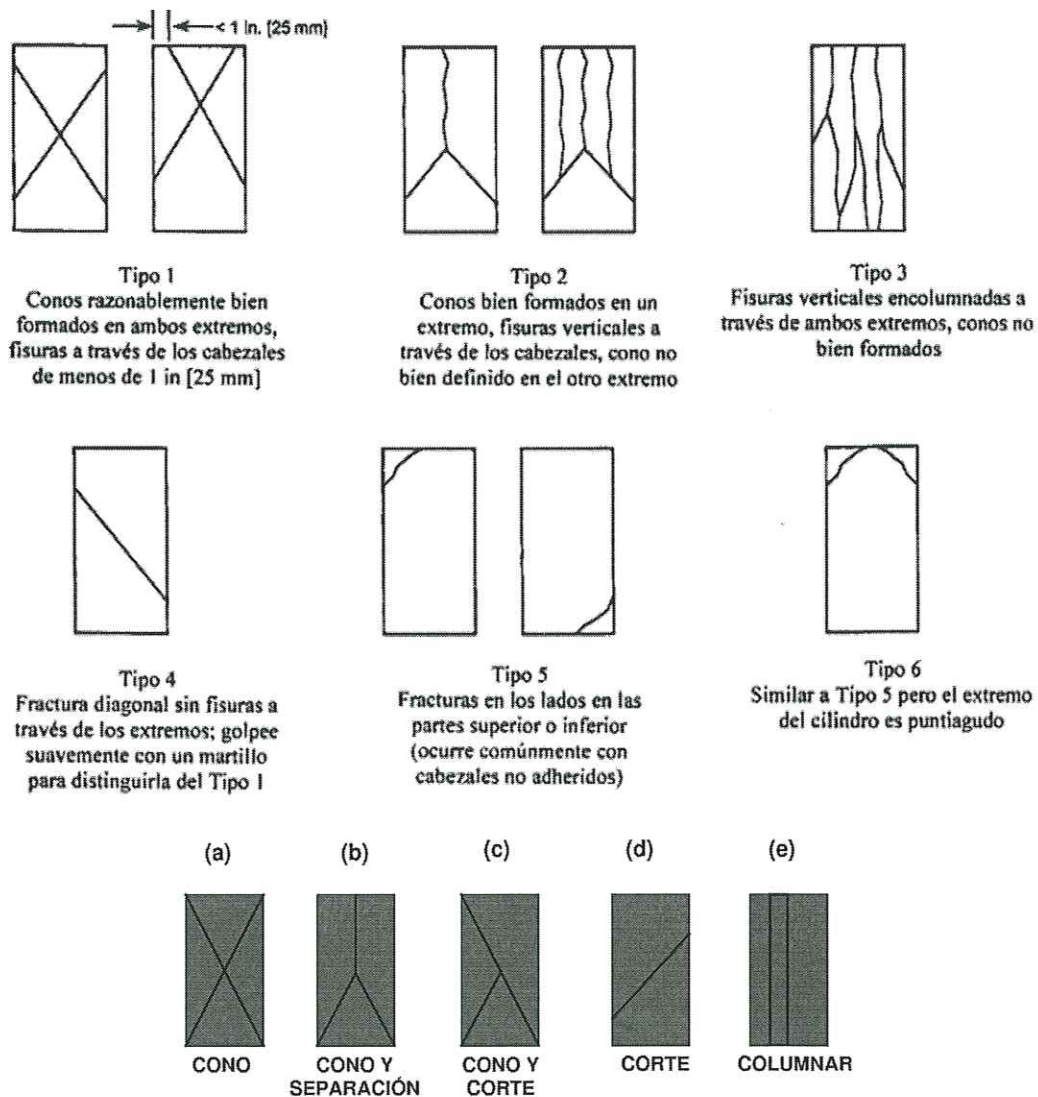 < 1 in. [25 mm]
Tipo 1
Conos razonablemente bien
formados en ambos extremos,
fisuras a través de los cabezales
de menos de 1 in [25 mm]
Tipo 2
Conos bien formados en un
extremo, fisuras verticales a
través de los cabezales, cono no
bien definido en el otro extremo
Tipo 3
Fisuras verticales encolumnadas a
través de ambos extremos, conos no
bien formados
Tipo 4
Fractura diagonal sin fisuras a
través de los extremos; golpee
suavemente con un martillo
para distinguirla del Tipo 1
Tipo 5
Fracturas en los lados en las
partes superior o inferior
(ocurre comúnmente con
cabezales no adheridos)
Tipo 6
Similar a Tipo 5 pero el extremo
del cilindro es puntiagudo
(a)
(b)
(c)
(d)
(e)
CONO
CONO Y
SEPARACIÓN
CONO Y
CORTE
CORTE
COLUMNAR